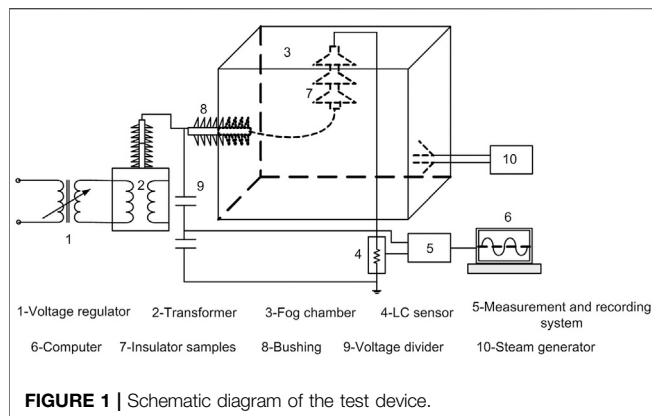 3
7
8
10
2
9
6
5
4
1
1-Voltage regulator 2-Transformer 3-Fog chamber 4-LC sensor 5-Measurement and recording
system
6-Computer 7-Insulator samples 8-Bushing 9-Voltage divider 10-Steam generator
FIGURE 1 | Schematic diagram of the test device.